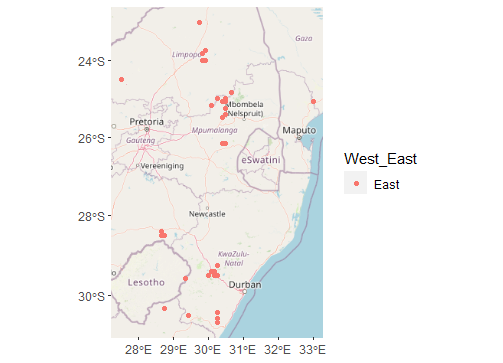 Gaza
24°S
Limpopo
Mbombela
(Nelspruit)
Pretoria
Mpumalanga
Maputo
Gauteng
26°S
eSwatini
Vereeniging
West_East
East
Newcastle
28°S
KwaZulu-
Natal
Lesotho
Durban
30°S
28°E
29°E
30°E
31°E
32°E
33°E